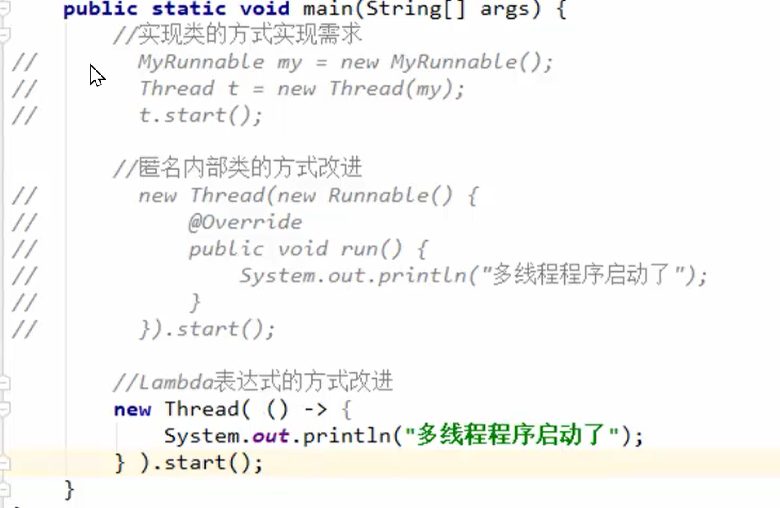 public static void main(String[] args) {
//实现类的方式实现需求
// MyRunnable my = new MyRunnable();
// Thread t = new Thread(my);
// t.start();
//匿名内部类的方式改进
// new Thread(new Runnable() {
// @Override
// public void run() {
// System.out.println("多线程程序启动了");
// }
// }).start();
//Lambda表达式的方式改进
new Thread( () -> {
System.out.println("多线程程序启动了");
} ).start();
}